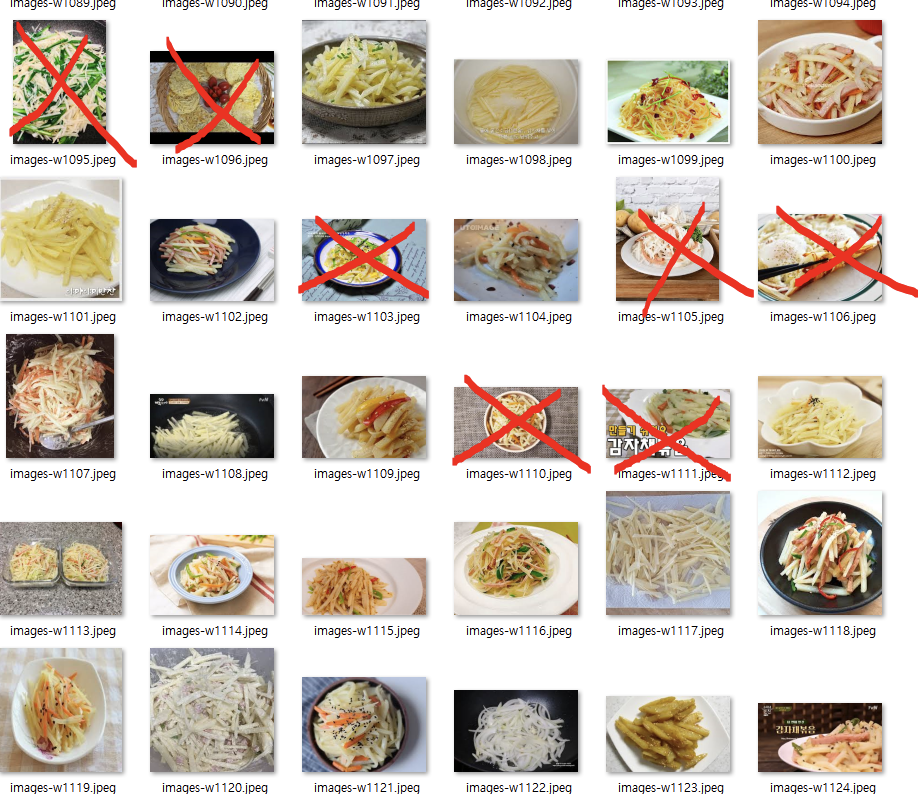 images-w1089.jpeg images-w1090.jpeg images-w1091.jpeg images-w1092.jpeg images-w1093.jpeg images-w1094.jpeg
images-w1095.jpeg images-w1096.jpeg images-w1097.jpeg images-w1098.jpeg images-w1099.jpeg images-w1100.jpeg
images-w1101.jpeg images-w1102.jpeg images-w1103.jpeg images-w1104.jpeg images-w1105.jpeg images-w1106.jpeg
만들기
감자채볶음
images-w1107.jpeg images-w1108.jpeg images-w1109.jpeg images-w1110.jpeg images-w1111.jpeg images-w1112.jpeg
images-w1113.jpeg images-w1114.jpeg images-w1115.jpeg images-w1116.jpeg images-w1117.jpeg images-w1118.jpeg
감자채볶음
images-w1119.jpeg images-w1120.jpeg images-w1121.jpeg images-w1122.jpeg images-w1123.jpeg images-w1124.jpeg